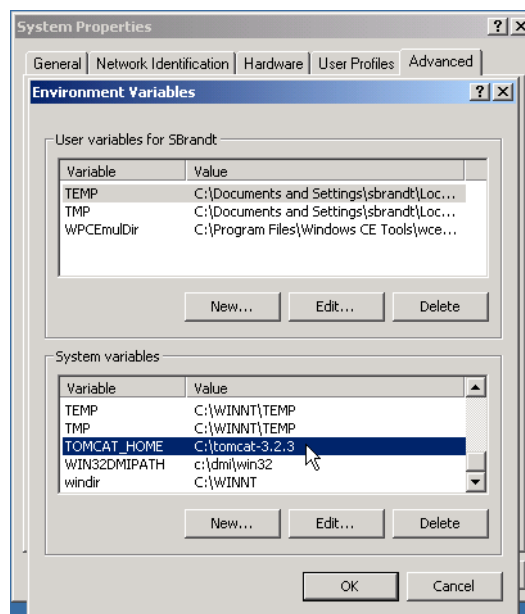 System Properties
General Network Identification Hardware User Profiles Advanced
Environment Variables
User variables for SBrandt
Variable Value
TEMP C:\Documents and Settings\sbrandt\Loc...
TMP C:\Documents and Settings\sbrandt\Loc...
WPCEmulDir C:\Program Files\Windows CE Tools\wce...
New... Edit... Delete
System variables
Variable Value
TEMP C:\WINNT\TEMP
TMP C:\WINNT\TEMP
TOMCAT_HOME C:\tomcat-3.2.3
WIN32DMIPATH c:\dmi\win32
windir C:\WINNT
New... Edit... Delete
OK Cancel